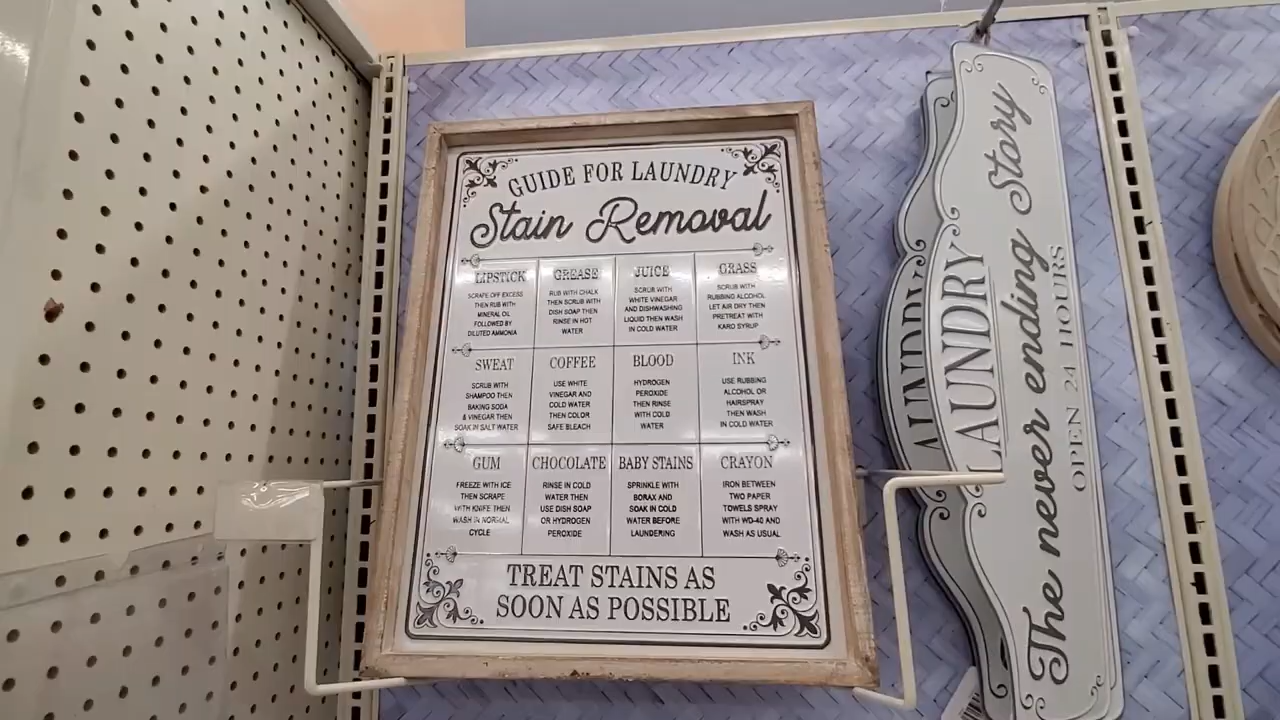 GUIDE FOR LAUNDRY
Stain Removal
LIPSTICK
SCRAPE OFF EXCESS
THEN RUB WITH
MINERAL OIL
FOLLOWED BY
DILUTED AMMONIA
GREASE
RUB WITH CHALK
THEN SCRUB WITH
DISH SOAP THEN
RINSE IN HOT
WATER
JUICE
SCRUB WITH
WHITE VINEGAR
AND DISHWASHING
LIQUID THEN WASH
IN COLD WATER
GRASS
SCRUB WITH
RUBBING ALCOHOL
LET AIR DRY THEN
PRETREAT WITH
KARO SYRUP
SWEAT
SCRUB WITH
SHAMPOO THEN
BAKING SODA
& VINEGAR THEN
SOAK IN SALT WATER
COFFEE
USE WHITE
VINEGAR AND
COLD WATER
THEN COLOR
SAFE BLEACH
BLOOD
HYDROGEN
PEROXIDE
THEN RINSE
WITH COLD
WATER
INK
USE RUBBING
ALCOHOL OR
HAIRSPRAY
THEN WASH
IN COLD WATER
GUM
FREEZE WITH ICE
THEN SCRAPE
WITH KNIFE THEN
WASH IN NORMAL
CYCLE
CHOCOLATE
RINSE IN COLD
WATER THEN
USE DISH SOAP
OR HYDROGEN
PEROXIDE
BABY STAINS
SPRINKLE WITH
BORAX AND
SOAK IN COLD
WATER BEFORE
LAUNDERING
CRAYON
IRON BETWEEN
TWO PAPER
TOWELS SPRAY
WITH WD-40 AND
WASH AS USUAL
TREAT STAINS AS
SOON AS POSSIBLE
LAUNDRY
LAUNDRY
The never ending Story
OPEN 24 HOURS